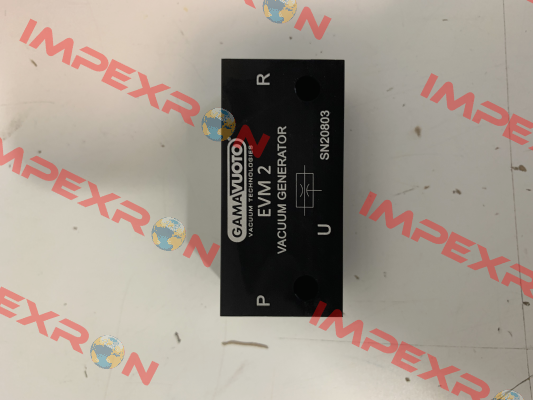 GAMAVUOTO
VACUUM TECHNOLOGIES
EVM 2
VACUUM GENERATOR
P
R
U
SN20803
IMPEXRON
IMPEXRON
IMPEXRON
IMPEXRON
IMPEXRON
IMPEXRON
IMPEXRON